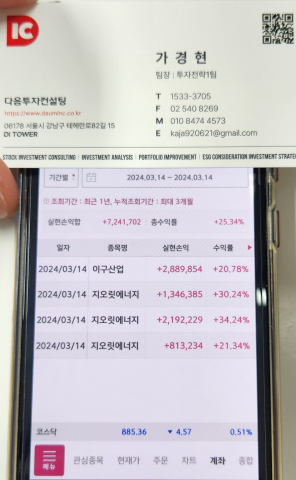 IC
가 경 현
팀장 | 투자전략1팀
다음투자컨설팅
https://www.dauminc.co.kr
06178 서울시 강남구 테헤란로82길 15
DI TOWER
T 1533-3705
F 02 540 8269
M 010 8474 4573
E kaja920621@gmail.com
STOCK INVESTMENT CONSULTING | INVESTMENT ANALYSIS | PORTFOLIO IMPROVEMENT | ESG CONSIDERATION INVESTMENT STRATE
기간별 2024.03.14 ~ 2024.03.14
조회기간 : 최근 1년, 누적조회기간 : 최대 3개월
실현손익합 +7,241,702 총수익률 +25.34%
일자 종목명 실현손익 수익률
2024/03/14 이구산업 +2,889,854 +20.78%
2024/03/14 지오릿에너지 +1,346,385 +30.24%
2024/03/14 지오릿에너지 +2,192,229 +34.24%
2024/03/14 지오릿에너지 +813,234 +21.34%
코스닥 885.36 ▼ 4.57 0.51%
메뉴 관심종목 현재가 주문 차트 계좌 종합